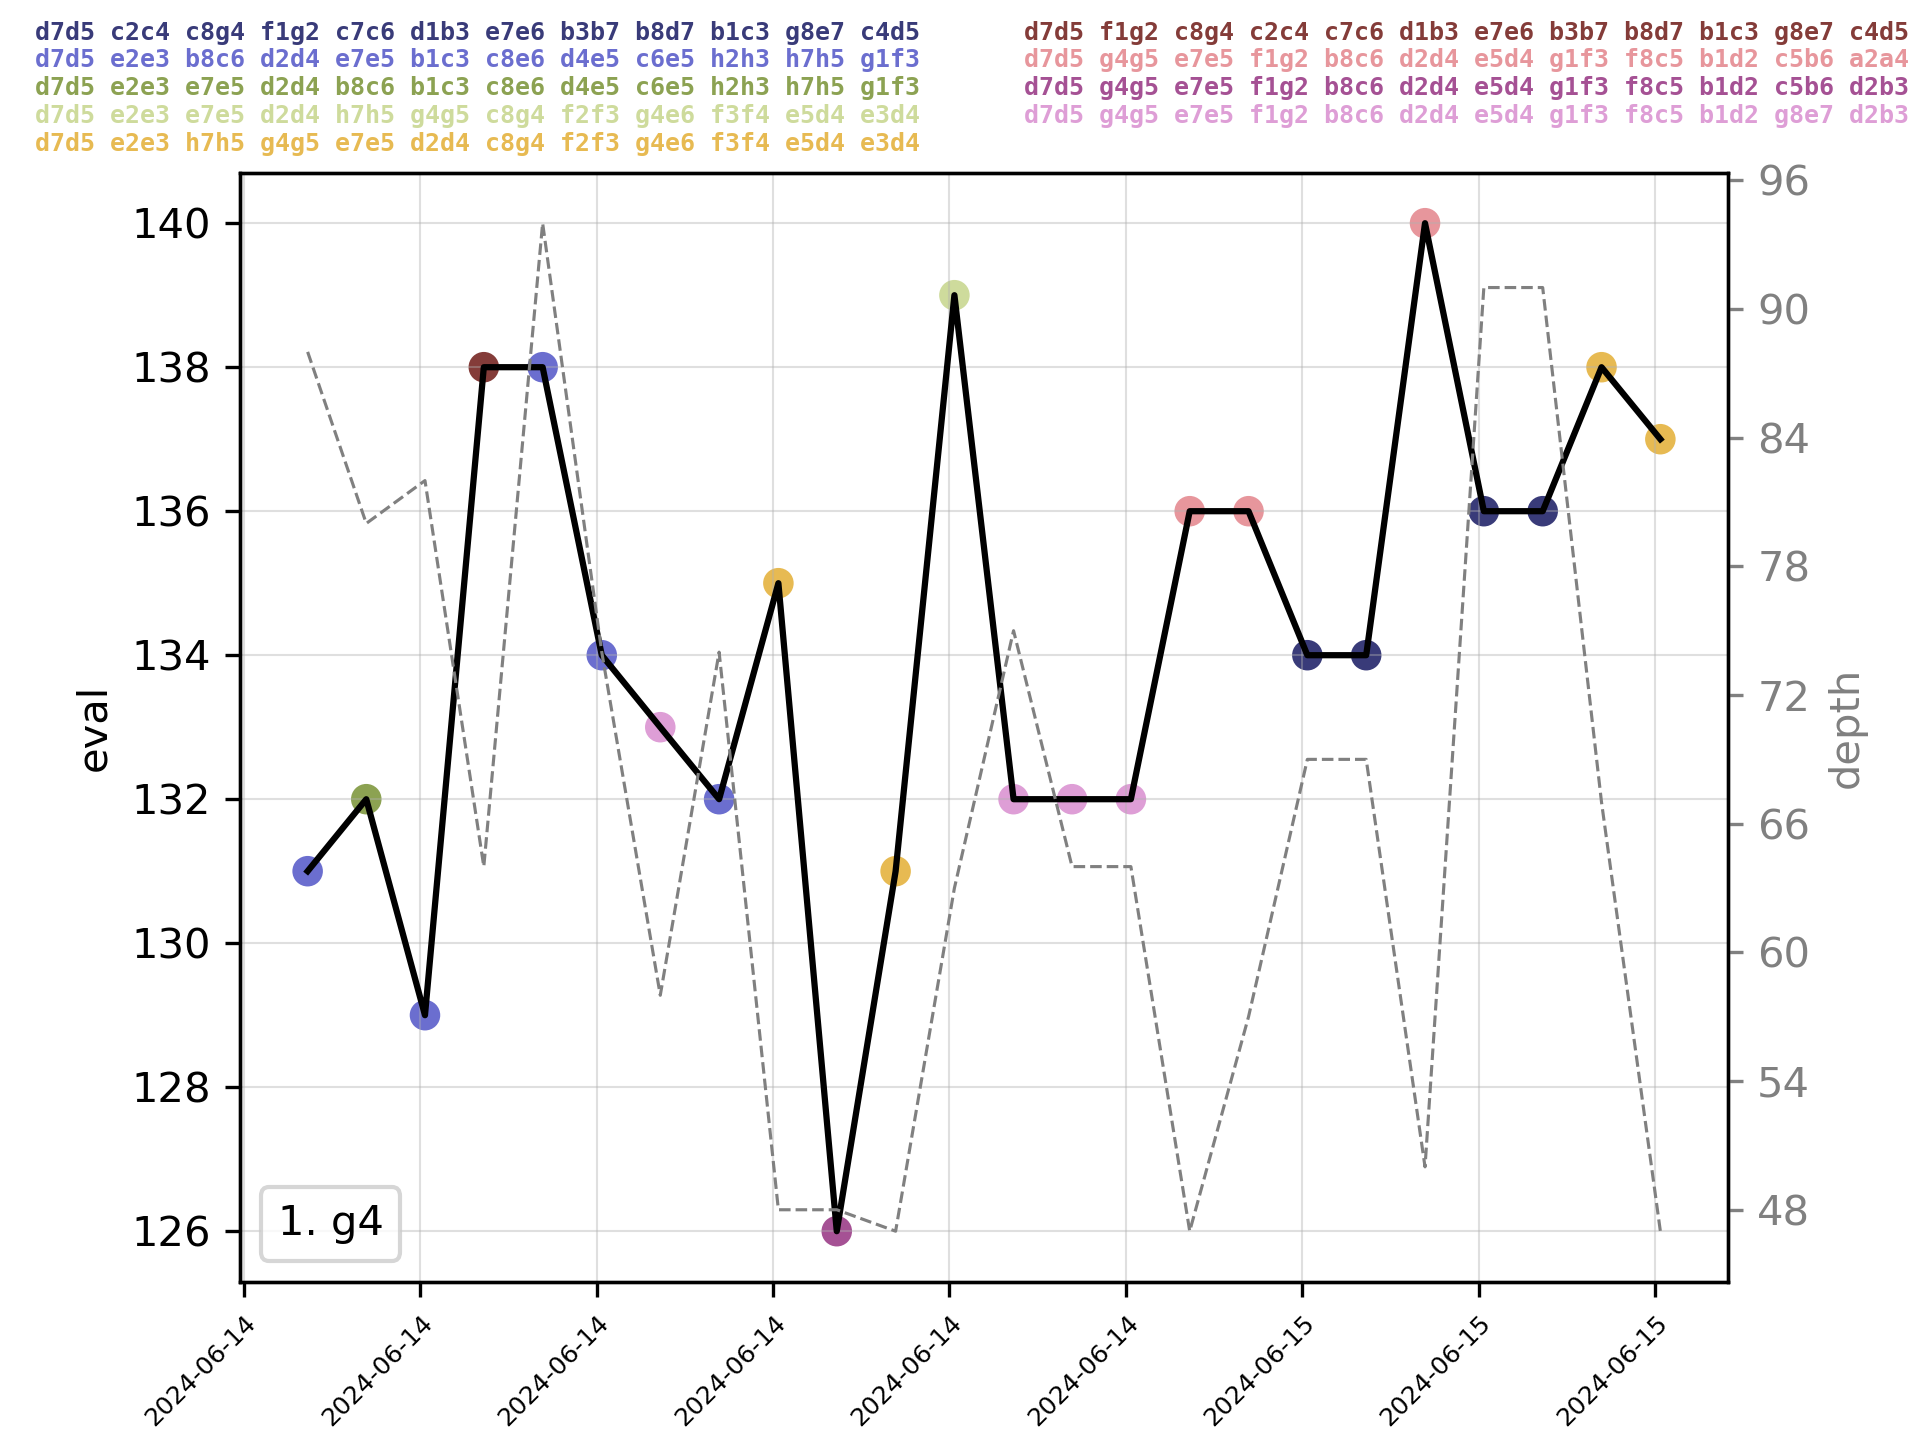 d7d5 c2c4 c8g4 f1g2 c7c6 d1b3 e7e6 b3b7 b8d7 b1c3 g8e7 c4d5
d7d5 e2e3 b8c6 d2d4 e7e5 b1c3 c8e6 d4e5 c6e5 h2h3 h7h5 g1f3
d7d5 e2e3 e7e5 d2d4 b8c6 b1c3 c8e6 d4e5 c6e5 h2h3 h7h5 g1f3
d7d5 e2e3 e7e5 d2d4 h7h5 g4g5 c8g4 f2f3 g4e6 f3f4 e5d4 e3d4
d7d5 e2e3 h7h5 g4g5 e7e5 d2d4 c8g4 f2f3 g4e6 f3f4 e5d4 e3d4
d7d5 f1g2 c8g4 c2c4 c7c6 d1b3 e7e6 b3b7 b8d7 b1c3 g8e7 c4d5
d7d5 g4g5 e7e5 f1g2 b8c6 d2d4 e5d4 g1f3 f8c5 b1d2 c5b6 a2a4
d7d5 g4g5 e7e5 f1g2 b8c6 d2d4 e5d4 g1f3 f8c5 b1d2 c5b6 d2b3
d7d5 g4g5 e7e5 f1g2 b8c6 d2d4 e5d4 g1f3 f8c5 b1d2 g8e7 d2b3
eval
140
138
136
134
132
130
128
126
1. g4
96
90
84
78
72
66
60
54
48
depth
2024-06-14
2024-06-14
2024-06-14
2024-06-14
2024-06-14
2024-06-14
2024-06-15
2024-06-15
2024-06-15